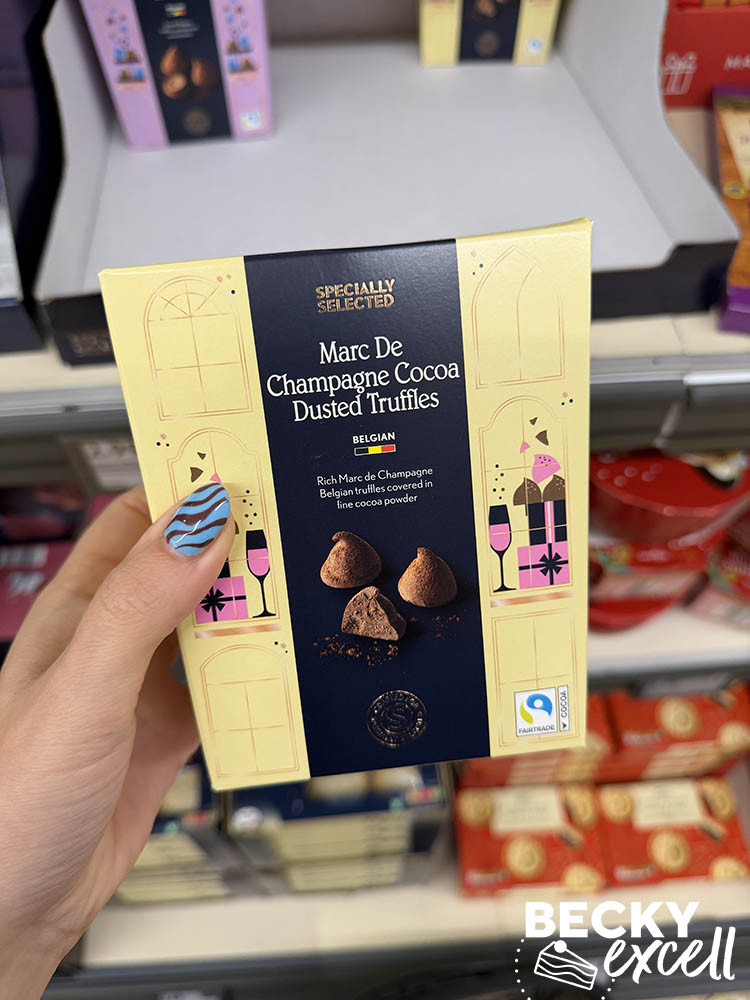 SPECIALLY
SELECTED
Marc De
Champagne Cocoa
Dusted Truffles
BELGIAN
Rich Marc de Champagne
Belgian truffles covered in
fine cocoa powder
FAIRTRADE
COCOA
BECKY
excell